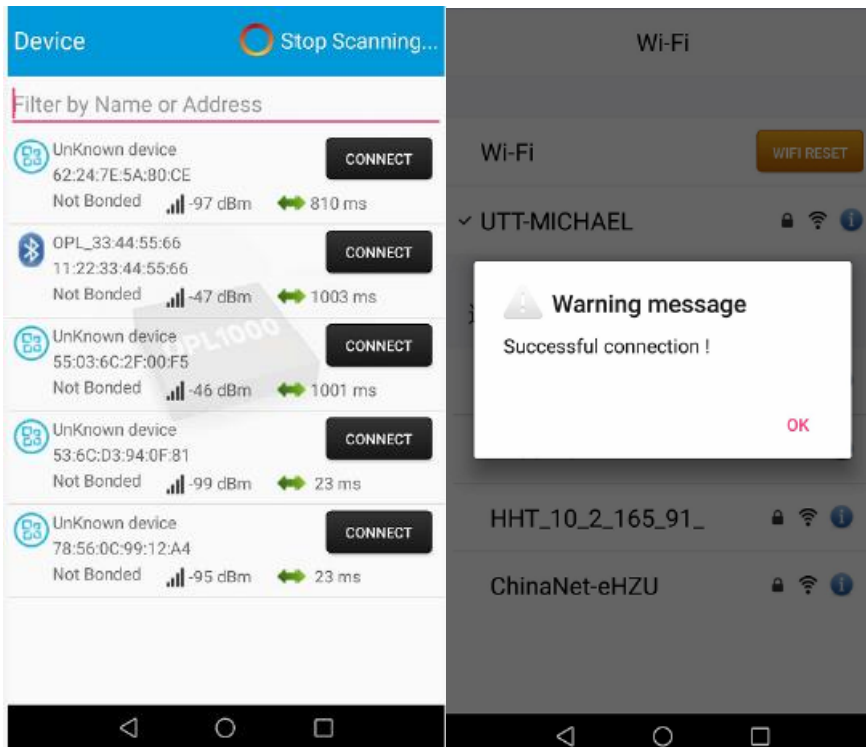 Device
Stop Scanning...
Filter by Name or Address
UnKnown device
CONNECT
62:24:7E:5A:80:CE
Not Bonded -97 dBm 810 ms
OPL_33:44:55:66
CONNECT
11:22:33:44:55:66
Not Bonded -47 dBm 1003 ms
OPL1000
UnKnown device
CONNECT
55:03:6C:2F:00:F5
Not Bonded -46 dBm 1001 ms
UnKnown device
CONNECT
53:6C:D3:94:0F:81
Not Bonded -99 dBm 23 ms
UnKnown device
CONNECT
78:56:0C:99:12:A4
Not Bonded -95 dBm 23 ms
Wi-Fi
Wi-Fi
WIFI RESET
UTT-MICHAEL
Warning message
Successful connection !
OK
HHT_10_2_165_91_
ChinaNet-eHZU